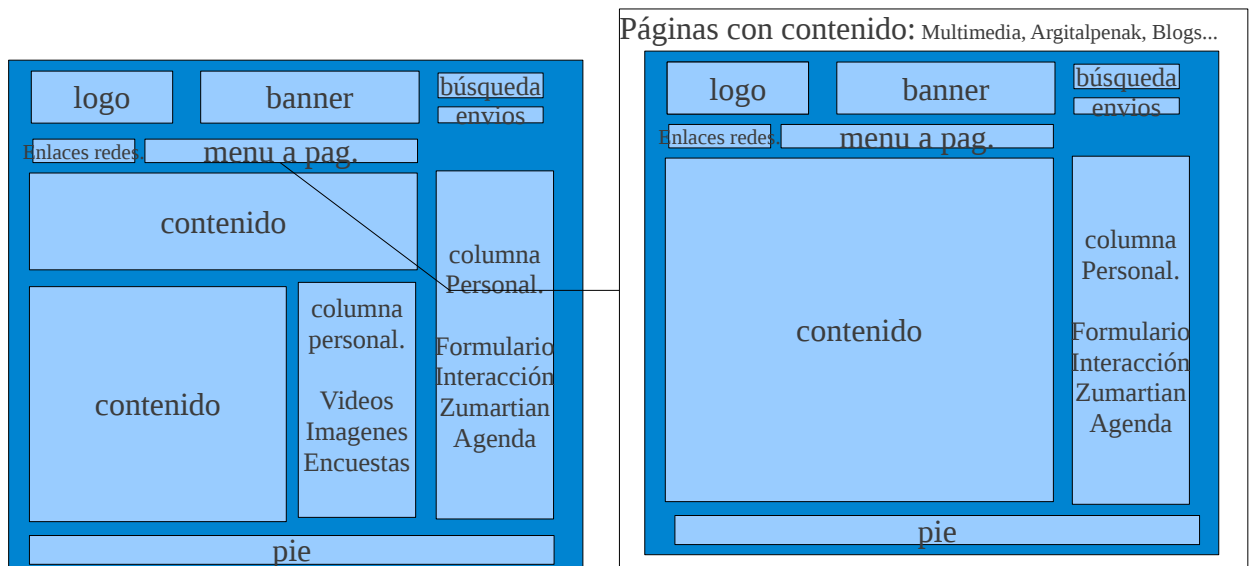 Páginas con contenido: Multimedia, Argitalpenak, Blogs...
logo
banner
búsqueda
envios
Enlaces redes.
menu a pag.
contenido
contenido
columna
personal.
Videos
Imagenes
Encuestas
columna
Personal.
Formulario
Interacción
Zumartian
Agenda
pie
logo
banner
búsqueda
envios
Enlaces redes.
menu a pag.
contenido
columna
Personal.
Formulario
Interacción
Zumartian
Agenda
pie